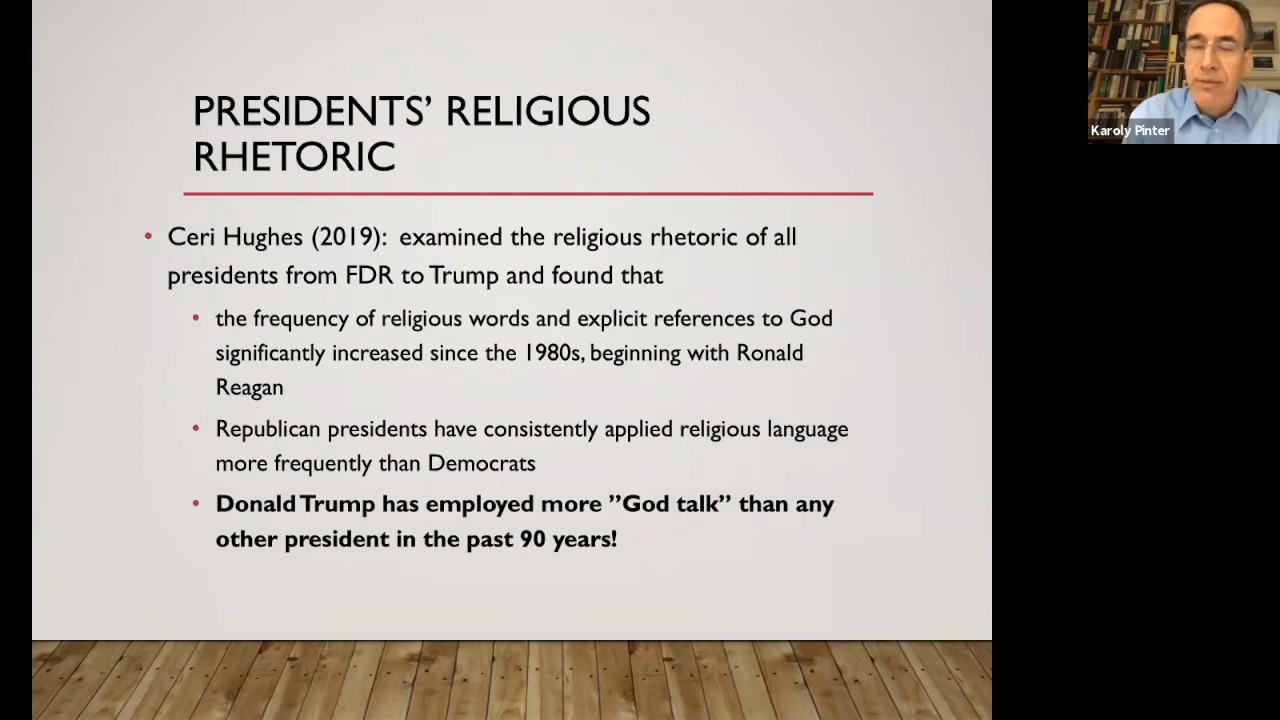 PRESIDENTS' RELIGIOUS
RHETORIC
• Ceri Hughes (2019): examined the religious rhetoric of all
presidents from FDR to Trump and found that
• the frequency of religious words and explicit references to God
significantly increased since the 1980s, beginning with Ronald
Reagan
• Republican presidents have consistently applied religious language
more frequently than Democrats
• Donald Trump has employed more ”God talk” than any
other president in the past 90 years!
Karoly Pinter